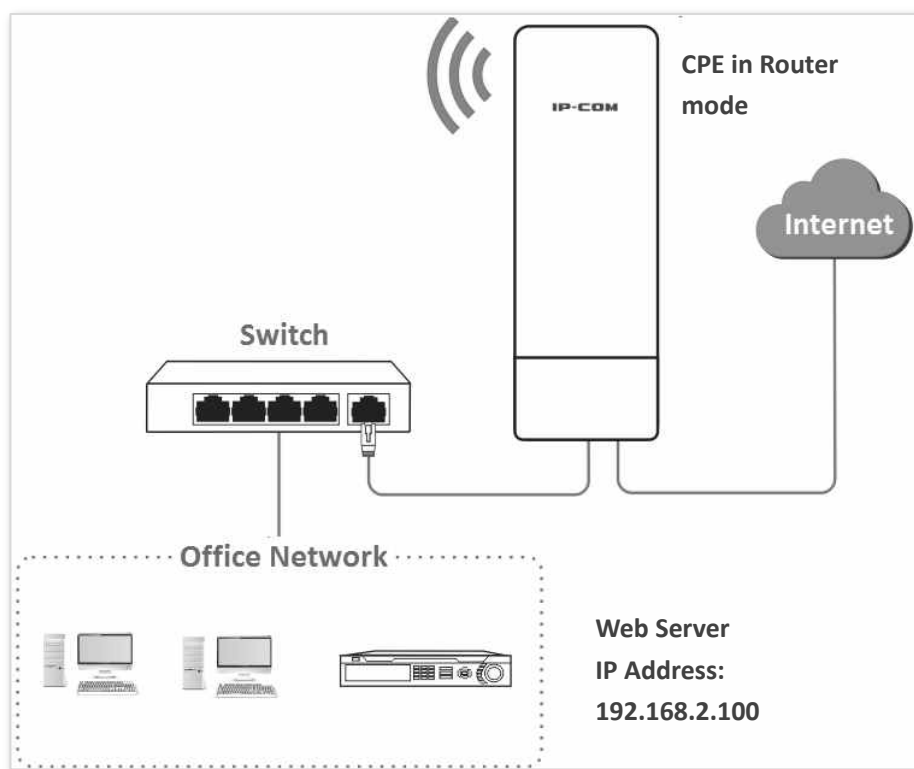 CPE in Router
mode
IP-COM
Internet
Switch
Office Network
Web Server
IP Address:
192.168.2.100